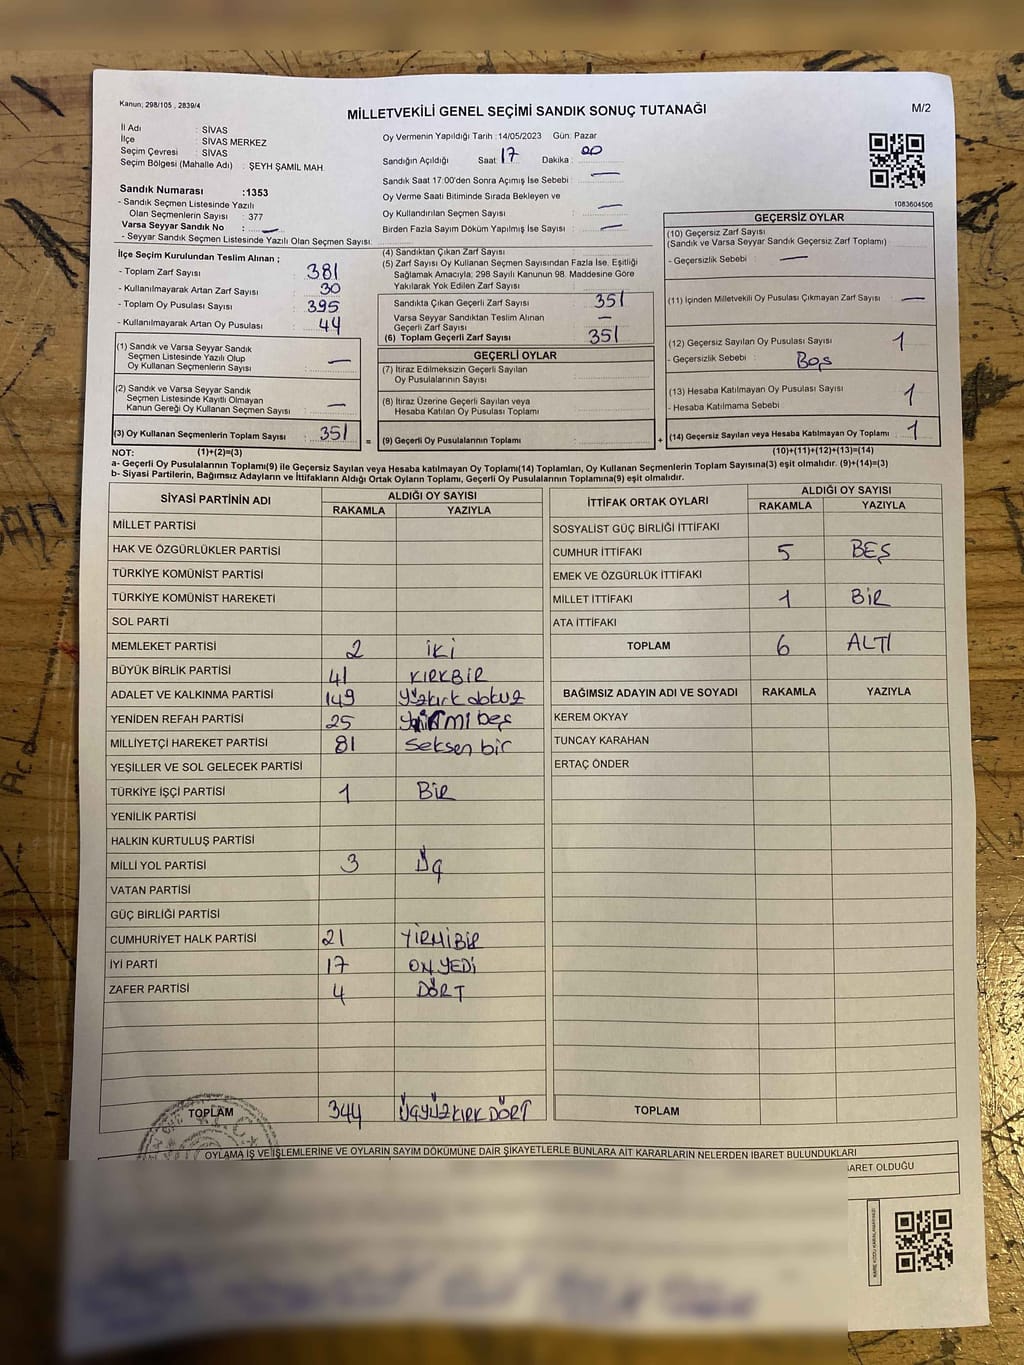 Kanun; 298/105 , 2839/4
MİLLETVEKİLİ GENEL SEÇİMİ SANDIK SONUÇ TUTANAĞI
M/2
İl Adı : SİVAS
İlçe : SİVAS MERKEZ
Seçim Çevresi : SİVAS
Seçim Bölgesi (Mahalle Adı) : ŞEYH ŞAMİL MAH.
Sandık Numarası :1353
- Sandık Seçmen Listesinde Yazılı
Olan Seçmenlerin Sayısı : 377
Varsa Seyyar Sandık No : —
- Seyyar Sandık Seçmen Listesinde Yazılı Olan Seçmen Sayısı:
Oy Vermenin Yapıldığı Tarih :14/05/2023 Gün: Pazar
Sandığın Açıldığı Saat: 17 Dakika : 00
Sandık Saat 17:00'den Sonra Açımış İse Sebebi : —
Oy Verme Saati Bitiminde Sırada Bekleyen ve
Oy Kullandırılan Seçmen Sayısı : —
Birden Fazla Sayım Döküm Yapılmış İse Sayısı : —
1083604506
İlçe Seçim Kurulundan Teslim Alınan ;
- Toplam Zarf Sayısı : 381
- Kullanılmayarak Artan Zarf Sayısı : 30
- Toplam Oy Pusulası Sayısı : 395
- Kullanılmayarak Artan Oy Pusulası : 44
(1) Sandık ve Varsa Seyyar Sandık
Seçmen Listesinde Yazılı Olup
Oy Kullanan Seçmenlerin Sayısı : —
(2) Sandık ve Varsa Seyyar Sandık
Seçmen Listesinde Kayıtlı Olmayan
Kanun Gereği Oy Kullanan Seçmen Sayısı : —
(3) Oy Kullanan Seçmenlerin Toplam Sayısı : 351
(4) Sandıktan Çıkan Zarf Sayısı :
(5) Zarf Sayısı Oy Kullanan Seçmen Sayısından Fazla İse, Eşitliği
Sağlamak Amacıyla; 298 Sayılı Kanunun 98. Maddesine Göre
Yakılarak Yok Edilen Zarf Sayısı :
Sandıkta Çıkan Geçerli Zarf Sayısı : 351
Varsa Seyyar Sandıktan Teslim Alınan
Geçerli Zarf Sayısı : —
(6) Toplam Geçerli Zarf Sayısı : 351
GEÇERLİ OYLAR
(7) İtiraz Edilmeksizin Geçerli Sayılan
Oy Pusulalarının Sayısı :
(8) İtiraz Üzerine Geçerli Sayılan veya
Hesaba Katılan Oy Pusulası Toplamı :
= (9) Geçerli Oy Pusulalarının Toplamı : +
GEÇERSİZ OYLAR
(10) Geçersiz Zarf Sayısı :
(Sandık ve Varsa Seyyar Sandık Geçersiz Zarf Toplamı)
- Geçersizlik Sebebi : —
(11) İçinden Milletvekili Oy Pusulası Çıkmayan Zarf Sayısı : —
(12) Geçersiz Sayılan Oy Pusulası Sayısı : 1
- Geçersizlik Sebebi : Boş
(13) Hesaba Katılmayan Oy Pusulası Sayısı : 1
- Hesaba Katılmama Sebebi :
(14) Geçersiz Sayılan veya Hesaba Katılmayan Oy Toplamı : 1
NOT: (1)+(2)=(3)
(10)+(11)+(12)+(13)=(14)
a- Geçerli Oy Pusulalarının Toplamı(9) ile Geçersiz Sayılan veya Hesaba katılmayan Oy Toplamı(14) Toplamları, Oy Kullanan Seçmenlerin Toplam Sayısına(3) eşit olmalıdır. (9)+(14)=(3)
b- Siyasi Partilerin, Bağımsız Adayların ve İttifakların Aldığı Ortak Oyların Toplamı, Geçerli Oy Pusulalarının Toplamına(9) eşit olmalıdır.
SİYASİ PARTİNİN ADI ALDIĞI OY SAYISI
RAKAMLA YAZIYLA
MİLLET PARTİSİ
HAK VE ÖZGÜRLÜKLER PARTİSİ
TÜRKİYE KOMÜNİST PARTİSİ
TÜRKİYE KOMÜNİST HAREKETİ
SOL PARTİ
MEMLEKET PARTİSİ 2 İKİ
BÜYÜK BİRLİK PARTİSİ 41 KIRKBİR
ADALET VE KALKINMA PARTİSİ 149 Yüzkırk dokuz
YENİDEN REFAH PARTİSİ 25 yirmi beş
MİLLİYETÇİ HAREKET PARTİSİ 81 seksen bir
YEŞİLLER VE SOL GELECEK PARTİSİ
TÜRKİYE İŞÇİ PARTİSİ 1 BİR
YENİLİK PARTİSİ
HALKIN KURTULUŞ PARTİSİ
MİLLİ YOL PARTİSİ 3 ÜÇ
VATAN PARTİSİ
GÜÇ BİRLİĞİ PARTİSİ
CUMHURİYET HALK PARTİSİ 21 YİRMİBİR
İYİ PARTİ 17 ONYEDİ
ZAFER PARTİSİ 4 DÖRT
TOPLAM 344 ÜÇYÜZKIRKDÖRT
İTTİFAK ORTAK OYLARI ALDIĞI OY SAYISI
RAKAMLA YAZIYLA
SOSYALİST GÜÇ BİRLİĞİ İTTİFAKI
CUMHUR İTTİFAKI 5 BEŞ
EMEK VE ÖZGÜRLÜK İTTİFAKI
MİLLET İTTİFAKI 1 BİR
ATA İTTİFAKI
TOPLAM 6 ALTI
BAĞIMSIZ ADAYIN ADI VE SOYADI RAKAMLA YAZIYLA
KEREM OKYAY
TUNCAY KARAHAN
ERTAÇ ÖNDER
TOPLAM
OYLAMA İŞ VE İŞLEMLERİNE VE OYLARIN SAYIM DÖKÜMÜNE DAİR ŞİKAYETLERLE BUNLARA AİT KARARLARIN NELERDEN İBARET BULUNDUKLARI
BARET OLDUĞU